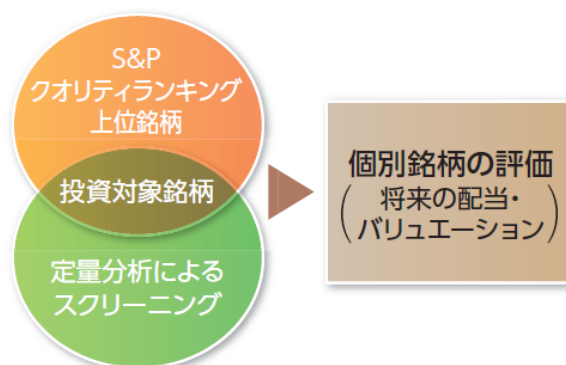 S&P
クオリティランキング
上位銘柄
投資対象銘柄
定量分析による
スクリーニング
個別銘柄の評価
(将来の配当・
バリュエーション)